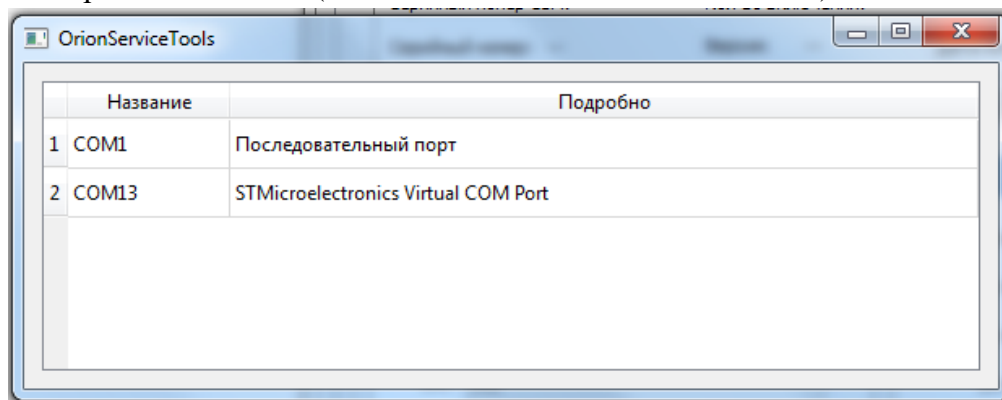 OrionServiceTools
Название Подробно
1 COM1 Последовательный порт
2 COM13 STMicroelectronics Virtual COM Port